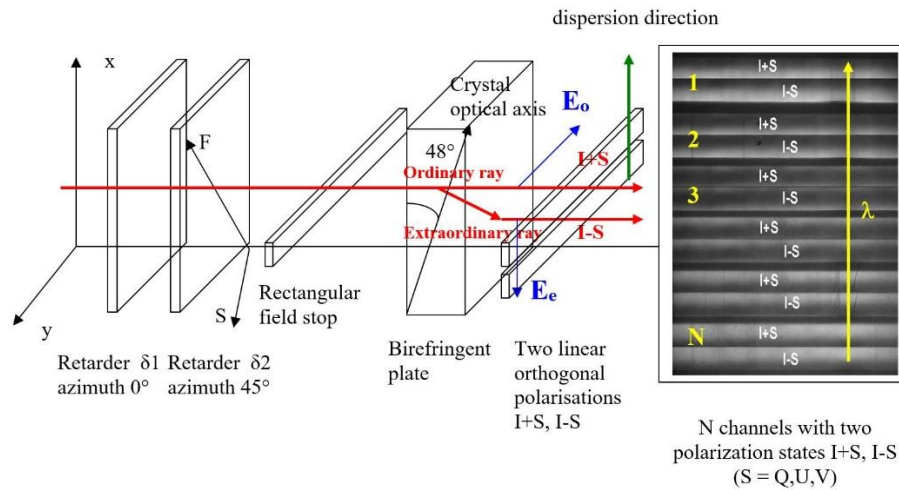 dispersion direction
x
y
F
S
Crystal
optical axis
48°
E₀
Ordinary ray
I+S
Extraordinary ray
I-S
Eₑ
Rectangular
field stop
Retarder δ1
azimuth 0°
Retarder δ2
azimuth 45°
Birefringent
plate
Two linear
orthogonal
polarisations
I+S, I-S
1
I+S
I-S
2
I+S
I-S
3
I+S
I-S
λ
I+S
I-S
I+S
I-S
N
I+S
I-S
N channels with two
polarization states I+S, I-S
(S = Q,U,V)